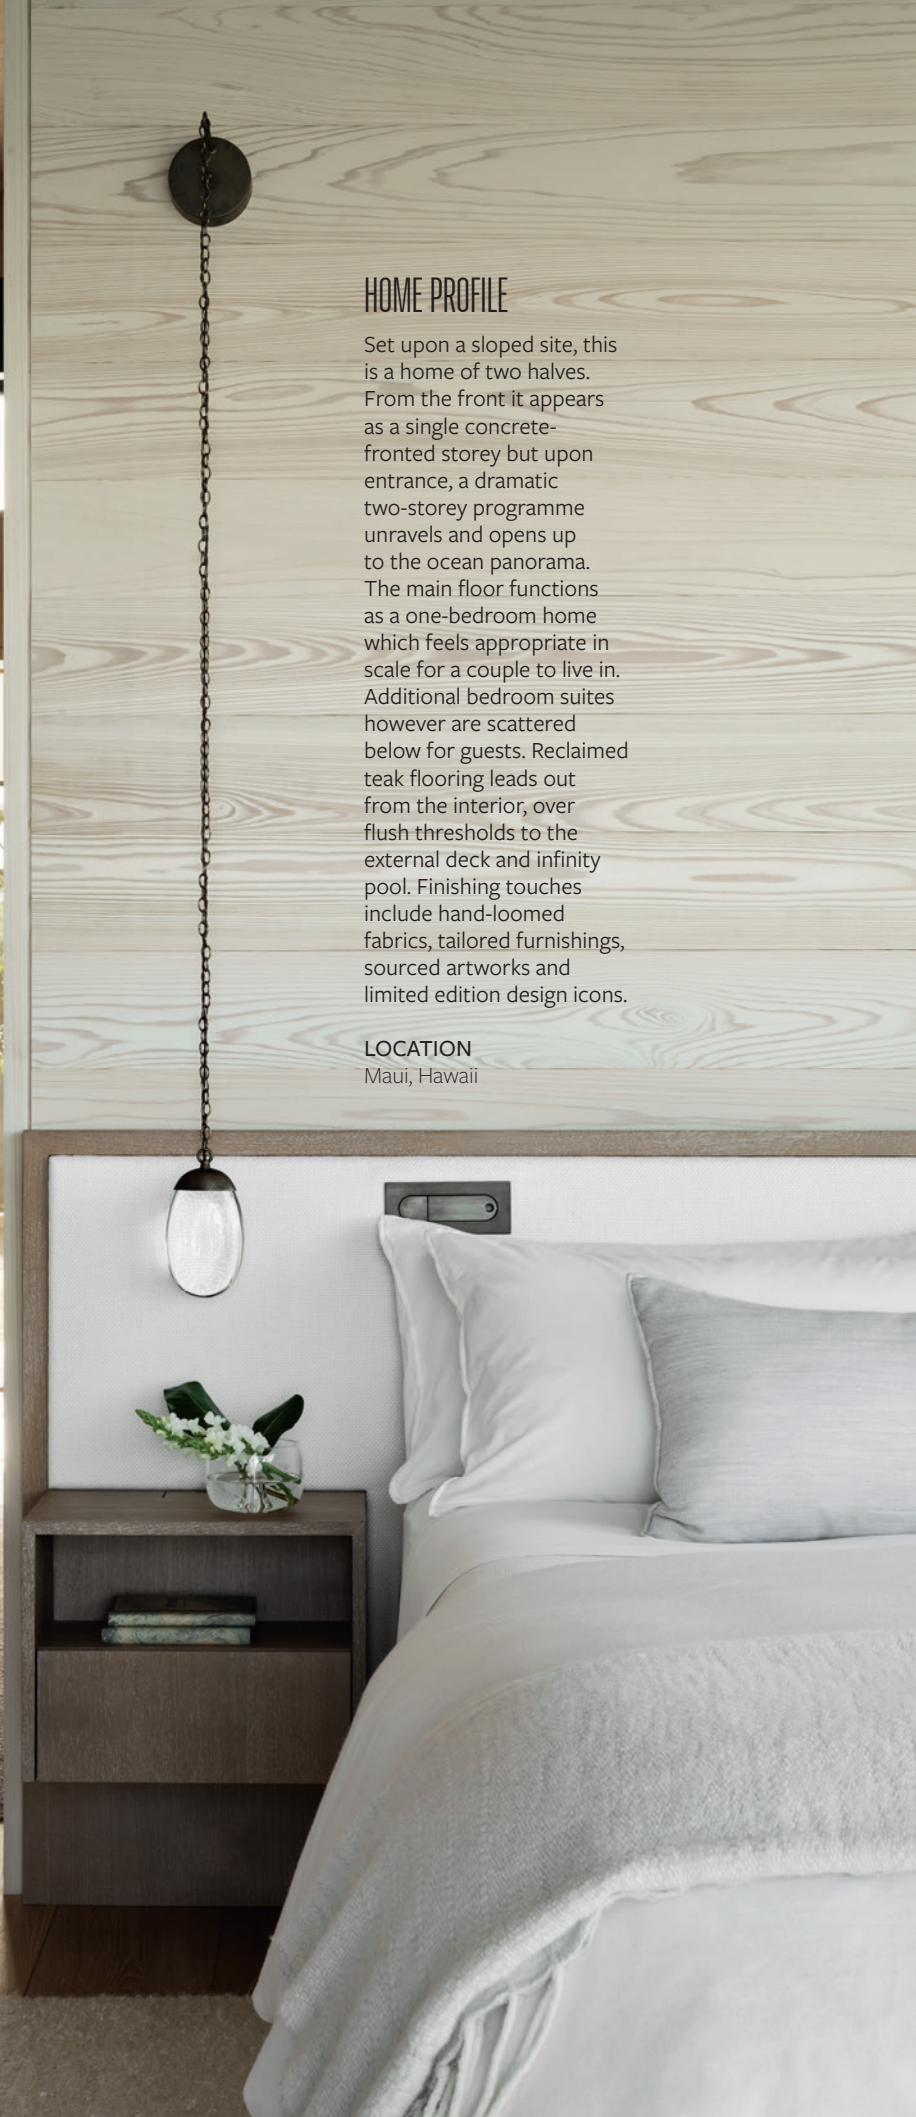 HOME PROFILE
Set upon a sloped site, this
is a home of two halves.
From the front it appears
as a single concrete-
fronted storey but upon
entrance, a dramatic
two-storey programme
unravels and opens up
to the ocean panorama.
The main floor functions
as a one-bedroom home
which feels appropriate in
scale for a couple to live in.
Additional bedroom suites
however are scattered
below for guests. Reclaimed
teak flooring leads out
from the interior, over
flush thresholds to the
external deck and infinity
pool. Finishing touches
include hand-loomed
fabrics, tailored furnishings,
sourced artworks and
limited edition design icons.
LOCATION
Maui, Hawaii